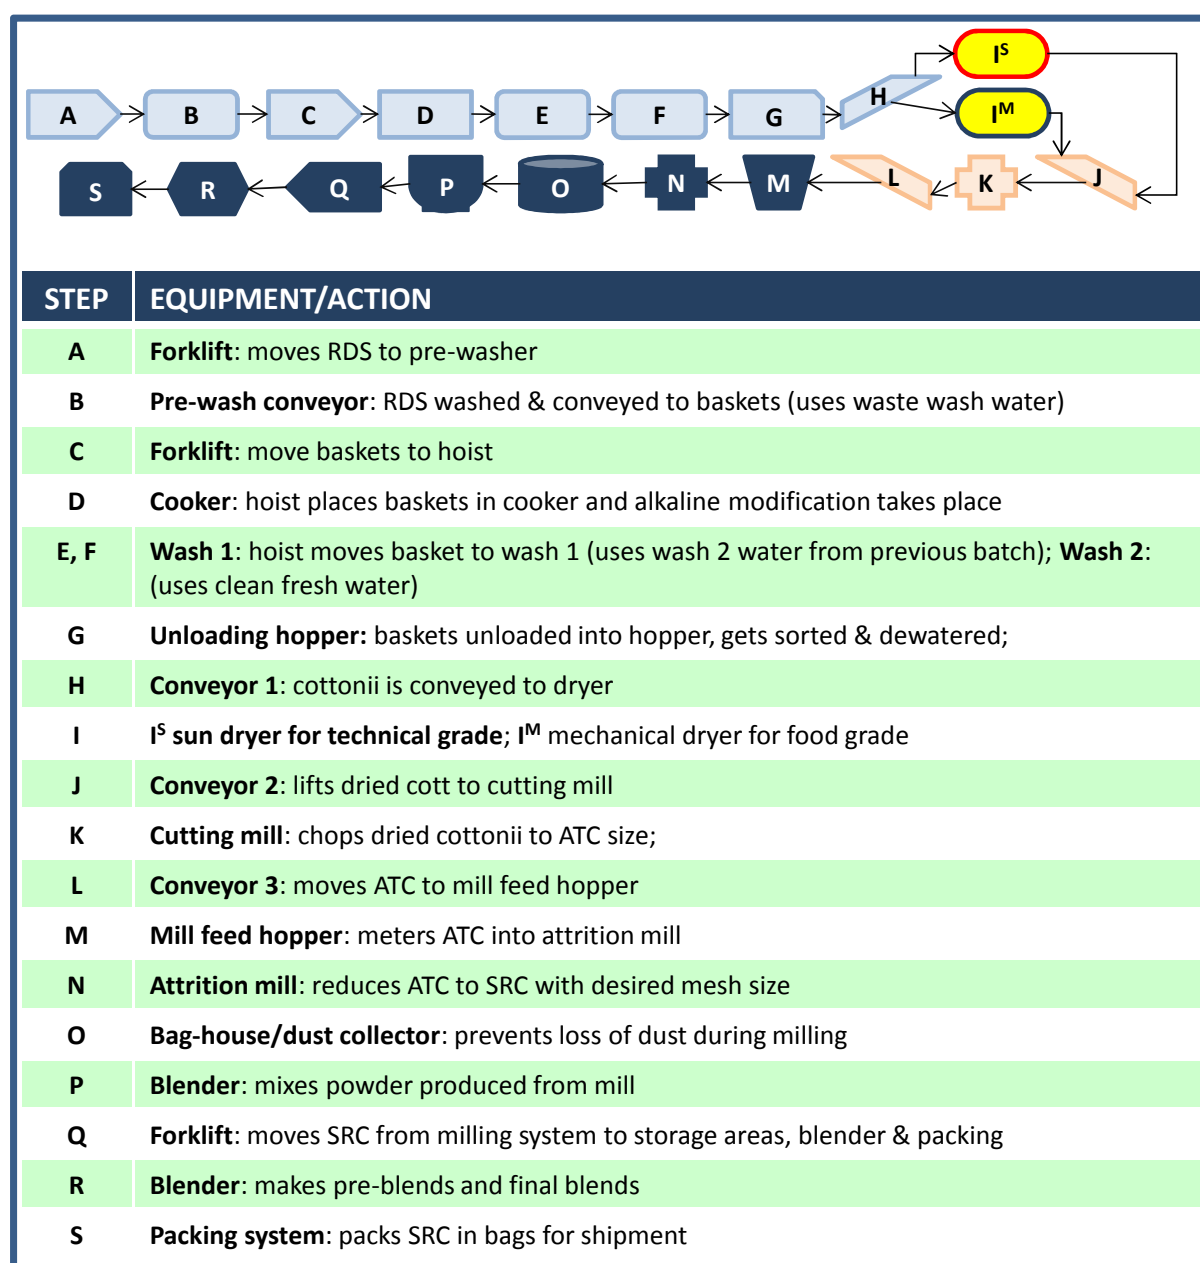 I^S
A B C D E F G H I^M
S R Q P O N M L K J
STEP EQUIPMENT/ACTION
A Forklift: moves RDS to pre-washer
B Pre-wash conveyor: RDS washed & conveyed to baskets (uses waste wash water)
C Forklift: move baskets to hoist
D Cooker: hoist places baskets in cooker and alkaline modification takes place
E, F Wash 1: hoist moves basket to wash 1 (uses wash 2 water from previous batch); Wash 2:
(uses clean fresh water)
G Unloading hopper: baskets unloaded into hopper, gets sorted & dewatered;
H Conveyor 1: cottonii is conveyed to dryer
I I^S sun dryer for technical grade; I^M mechanical dryer for food grade
J Conveyor 2: lifts dried cott to cutting mill
K Cutting mill: chops dried cottonii to ATC size;
L Conveyor 3: moves ATC to mill feed hopper
M Mill feed hopper: meters ATC into attrition mill
N Attrition mill: reduces ATC to SRC with desired mesh size
O Bag-house/dust collector: prevents loss of dust during milling
P Blender: mixes powder produced from mill
Q Forklift: moves SRC from milling system to storage areas, blender & packing
R Blender: makes pre-blends and final blends
S Packing system: packs SRC in bags for shipment